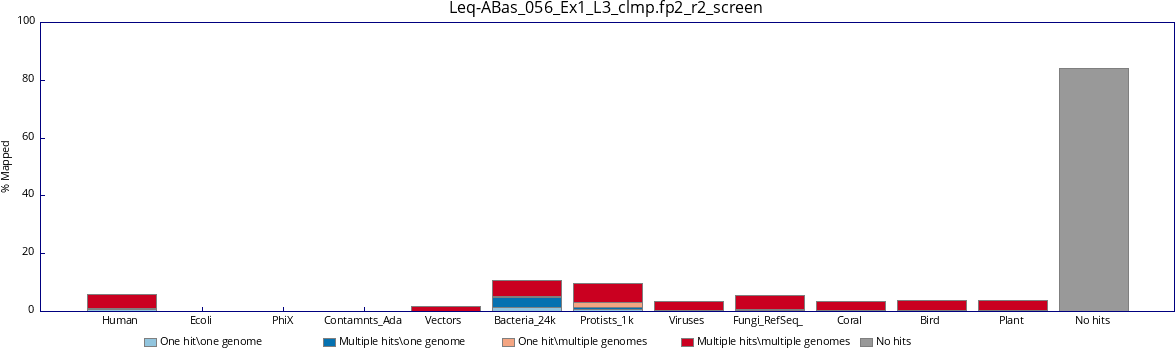 Leq-ABas_056_Ex1_L3_clmp.fp2_r2_screen
100
80
60
40
20
0
% Mapped
Human Ecoli PhiX Contamnts_Ada Vectors Bacteria_24k Protists_1k Viruses Fungi_RefSeq_ Coral Bird Plant No hits
One hit\one genome Multiple hits\one genome One hit\multiple genomes Multiple hits\multiple genomes No hits